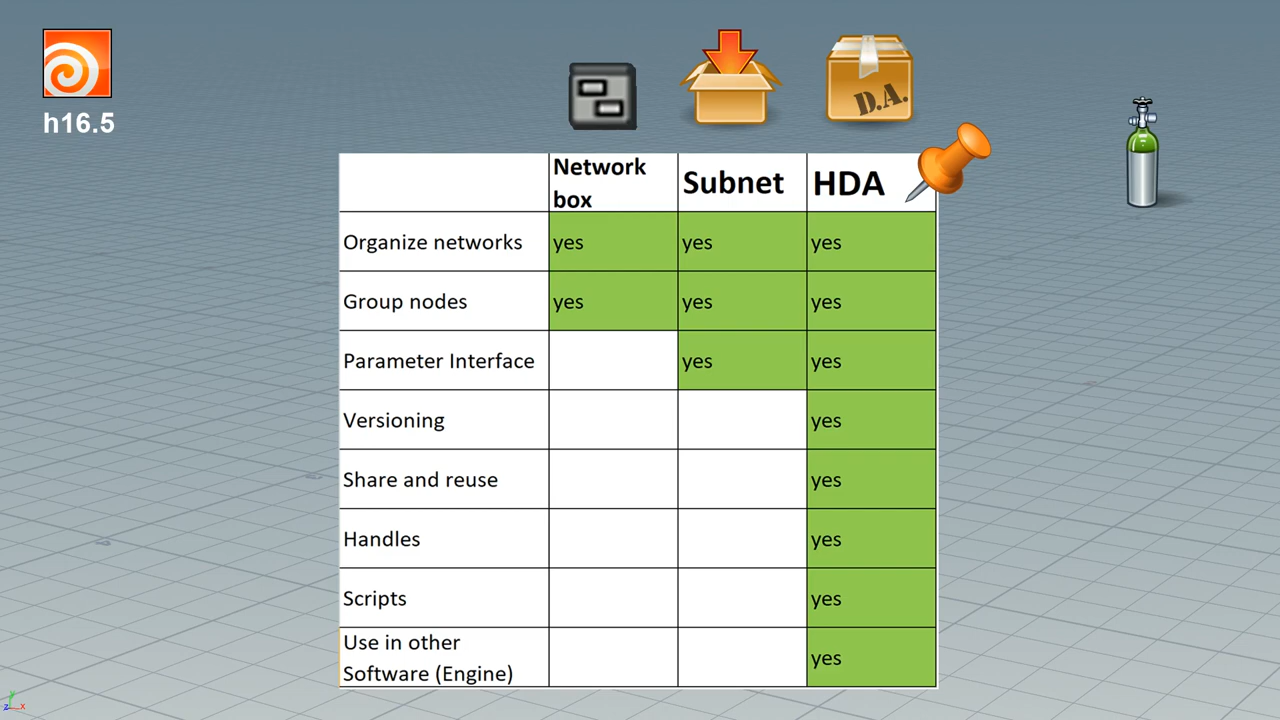 h16.5
D.A.
Network
box
Subnet
HDA
Organize networks
yes
yes
yes
Group nodes
yes
yes
yes
Parameter Interface
yes
yes
Versioning
yes
Share and reuse
yes
Handles
yes
Scripts
yes
Use in other
Software (Engine)
yes
y
z
x